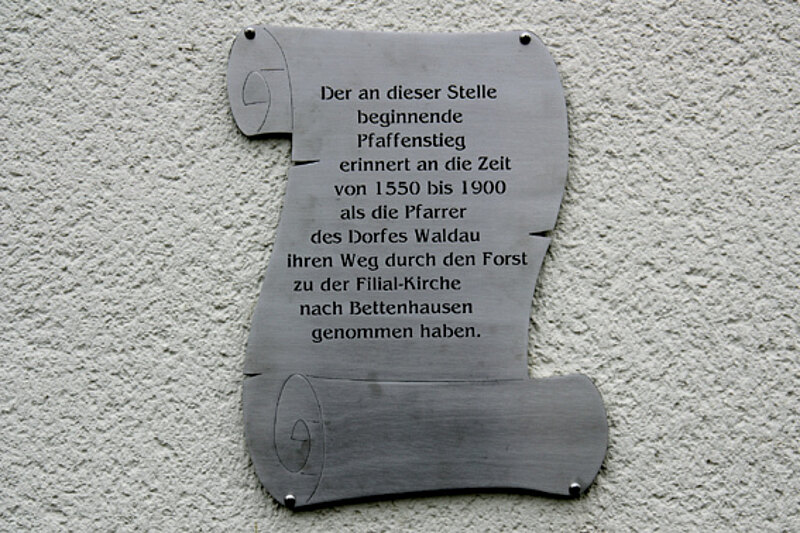 Der an dieser Stelle
beginnende
Pfaffenstieg
erinnert an die Zeit
von 1550 bis 1900
als die Pfarrer
des Dorfes Waldau
ihren Weg durch den Forst
zu der Filial-Kirche
nach Bettenhausen
genommen haben.